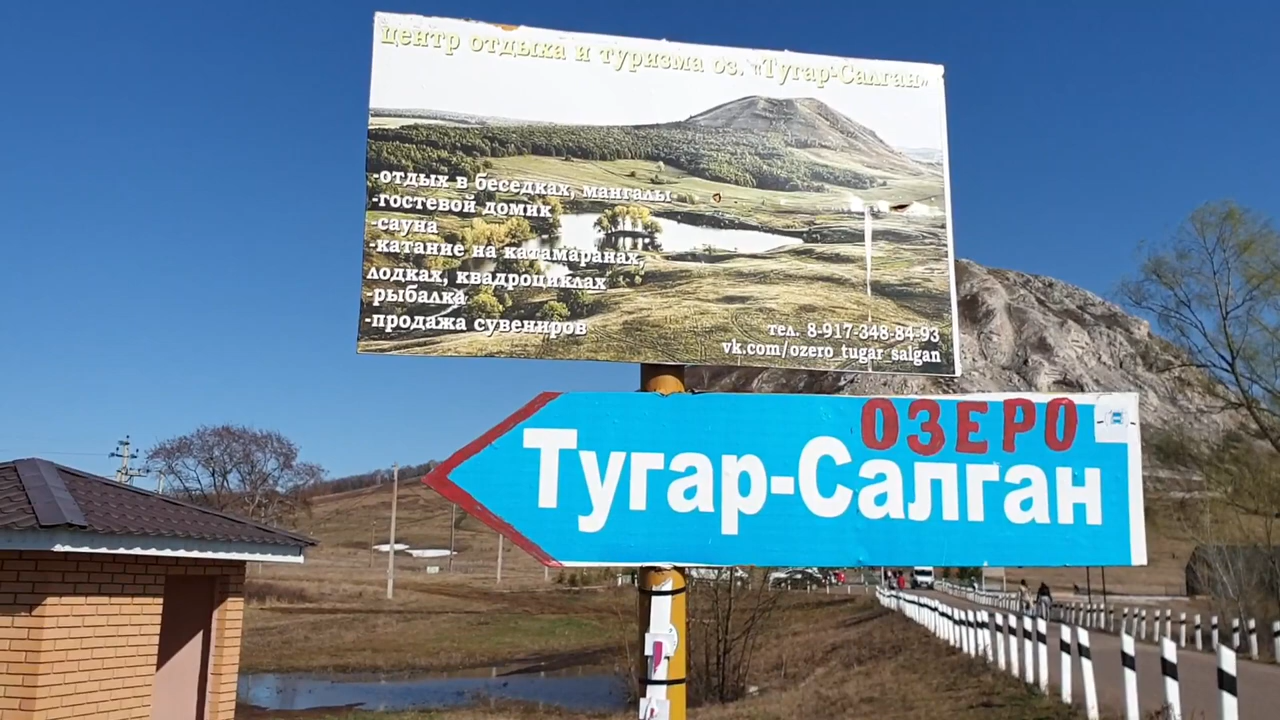 центр отдыха и туризма оз. "Тугар-Салган"
-отдых в беседках, мангалы
-гостевой домик
-сауна
-катание на катамаранах,
лодках, квадроциклах
-рыбалка
-продажа сувениров
тел. 8-917-348-84-93
vk.com/ozero_tugar_salgan
ОЗЕРО
Тугар-Салган